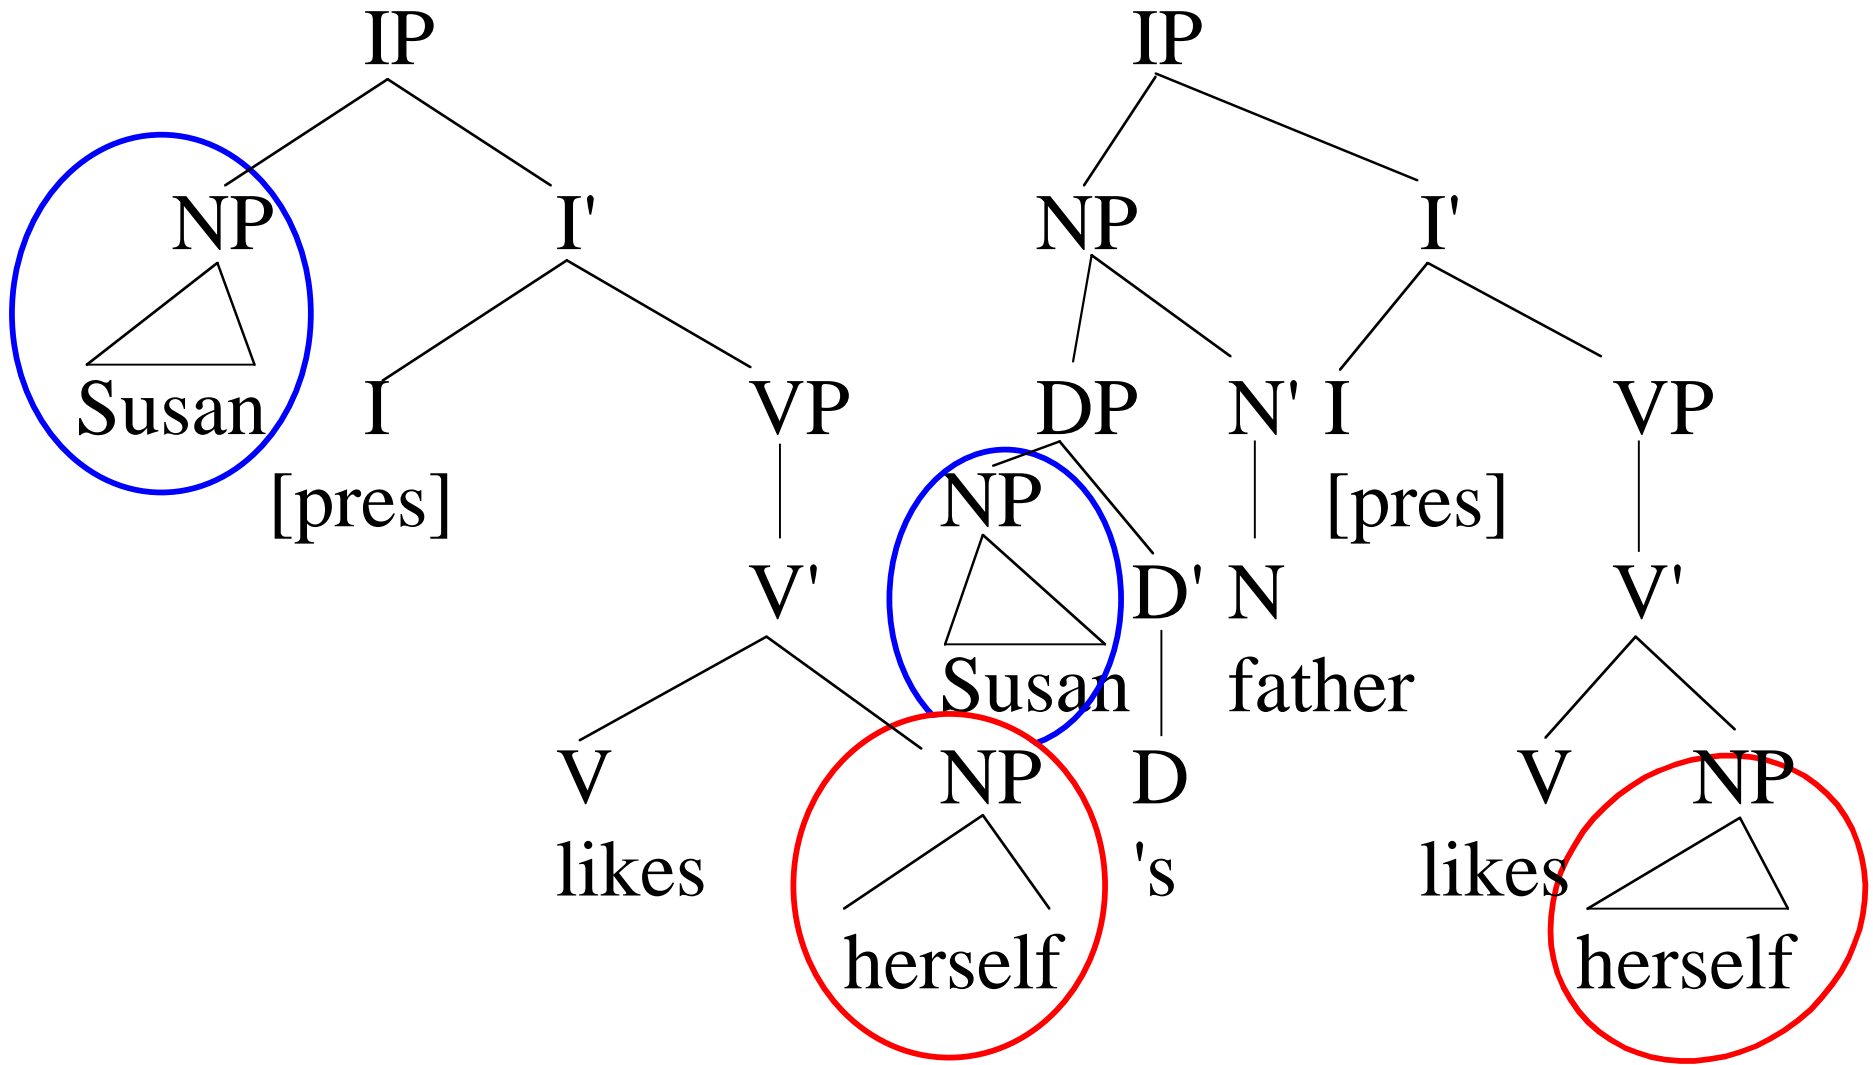 IP IP
NP I' NP I'
Susan I VP DP N' I VP
[pres] NP [pres]
V' D' N V'
Susan father
V NP D V NP
likes 's likes
herself herself